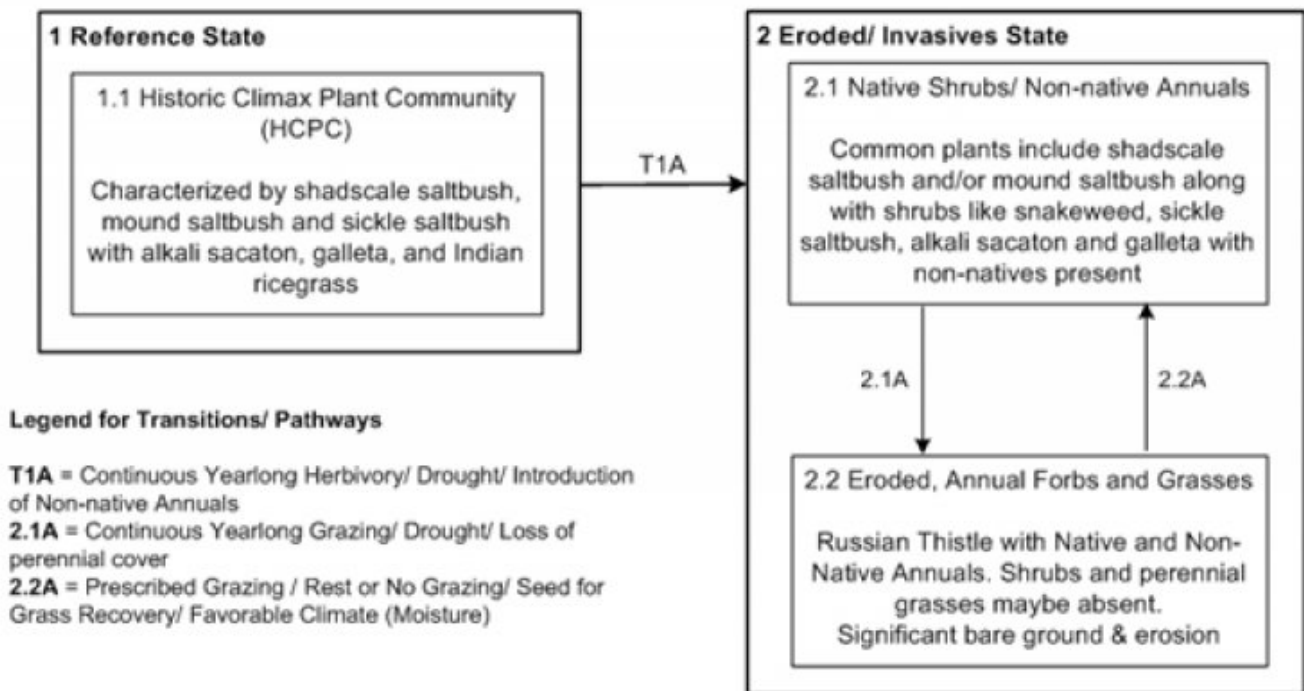 1 Reference State
1.1 Historic Climax Plant Community
(HCPC)
Characterized by shadscale saltbush,
mound saltbush and sickle saltbush
with alkali sacaton, galleta, and Indian
ricegrass
T1A
2 Eroded/ Invasives State
2.1 Native Shrubs/ Non-native Annuals
Common plants include shadscale
saltbush and/or mound saltbush along
with shrubs like snakeweed, sickle
saltbush, alkali sacaton and galleta with
non-natives present
2.1A
2.2A
2.2 Eroded, Annual Forbs and Grasses
Russian Thistle with Native and Non-
Native Annuals. Shrubs and perennial
grasses maybe absent.
Significant bare ground & erosion
Legend for Transitions/ Pathways
T1A = Continuous Yearlong Herbivory/ Drought/ Introduction
of Non-native Annuals
2.1A = Continuous Yearlong Grazing/ Drought/ Loss of
perennial cover
2.2A = Prescribed Grazing / Rest or No Grazing/ Seed for
Grass Recovery/ Favorable Climate (Moisture)